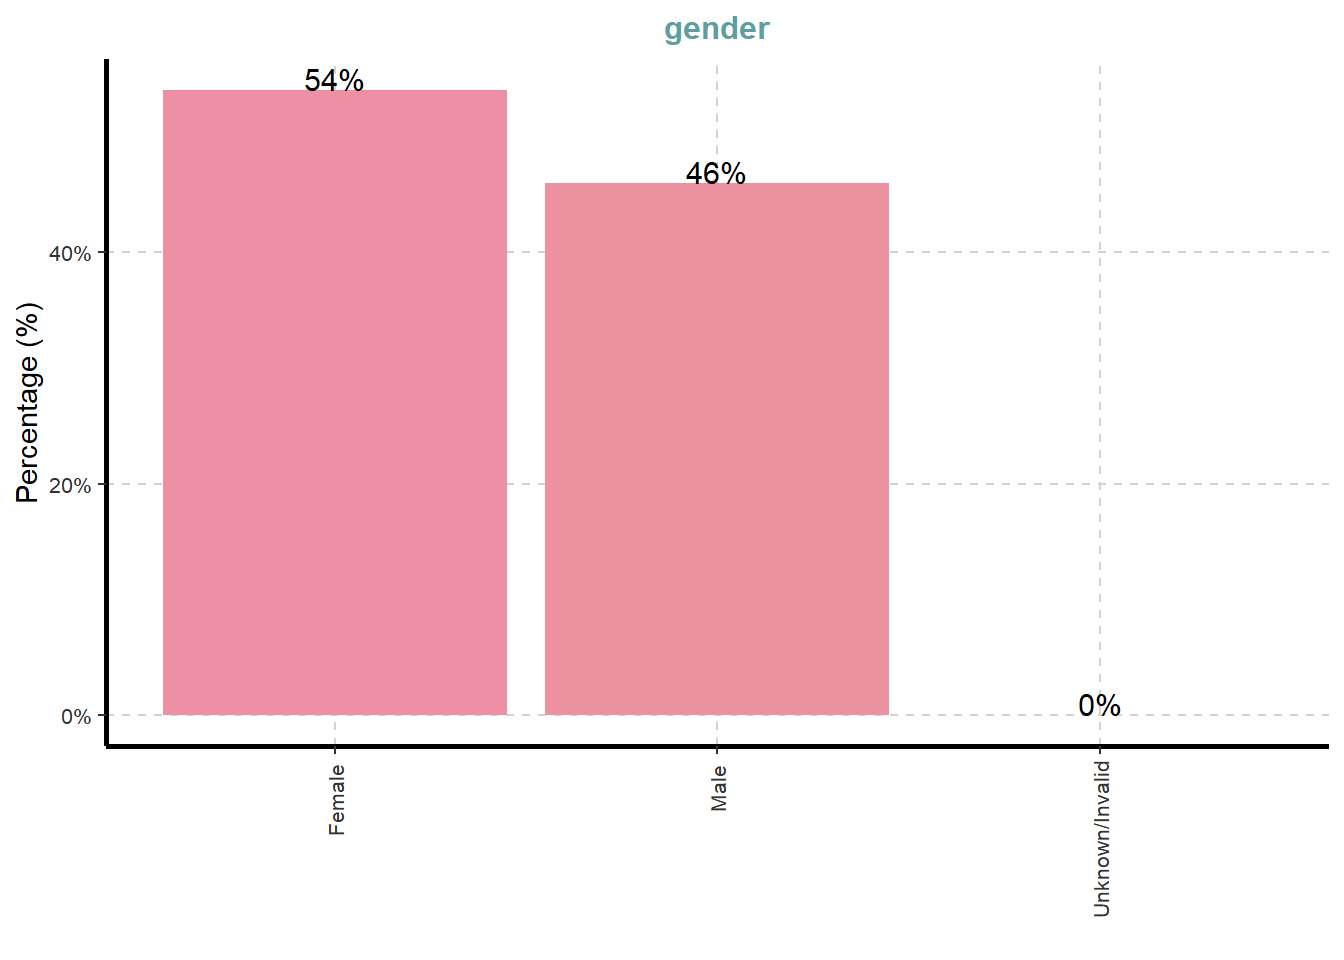 gender
54%
46%
0%
40%
20%
0%
Percentage (%)
Female
Male
Unknown/Invalid